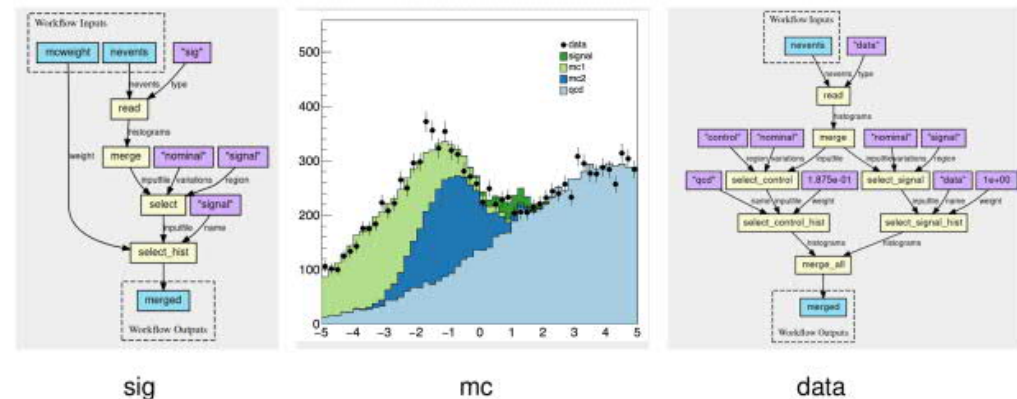 Workflow Inputs
mcweight nevents "sig"
nevents type
read
histograms
weight
merge "nominal" "signal"
inputfile variations region
select "signal"
inputfile name
select_hist
merged
Workflow Outputs
sig
500
400
300
200
100
0
−5 −4 −3 −2 −1 0 1 2 3 4 5
data
signal
mc1
mc2
qcd
mc
Workflow Inputs
nevents "data"
nevents type
read
histograms
"control" "nominal" merge "nominal" "signal"
region variations inputfile inputfile variations region
"qcd" select_control 1.875e-01 select_signal "data" 1e+00
name inputfile weight inputfile name weight
select_control_hist select_signal_hist
histograms histograms
merge_all
merged
Workflow Outputs
data